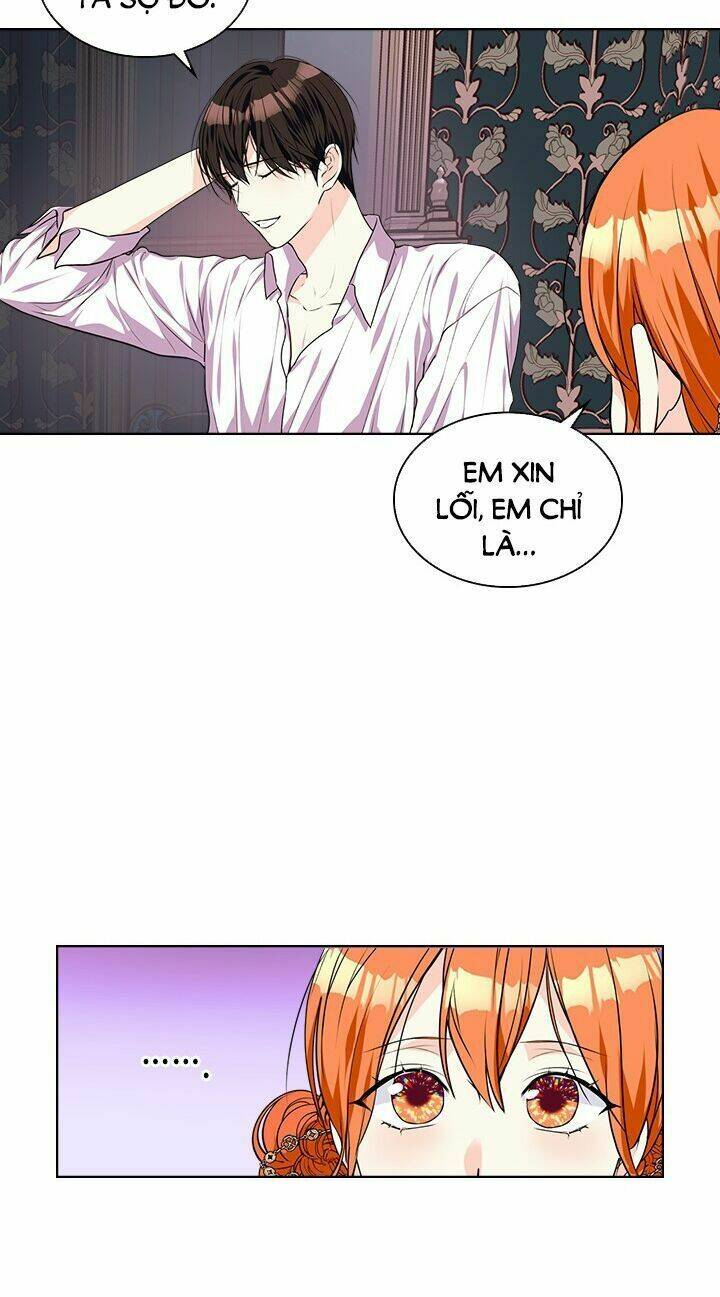 TA SỢ ĐÓ.
EM XIN
LỖI, EM CHỈ
LÀ...
.......